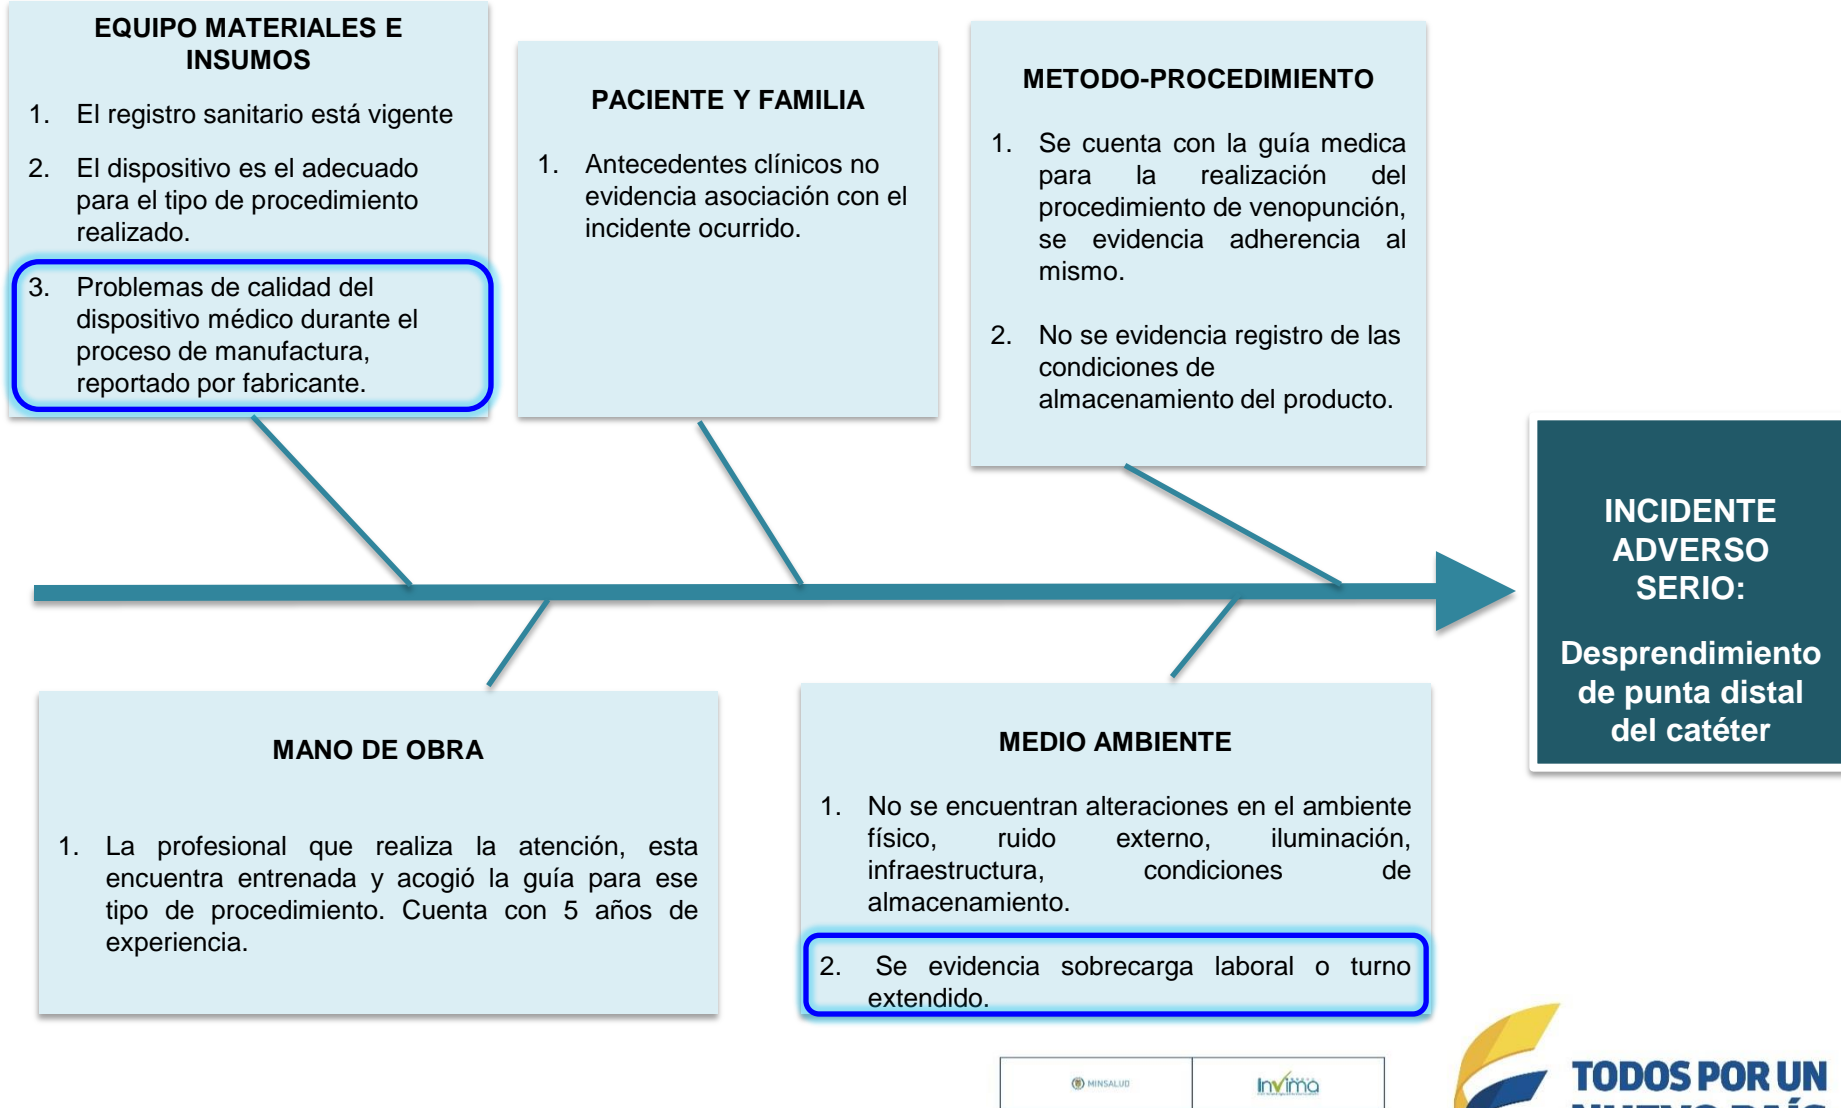 EQUIPO MATERIALES E
INSUMOS
1. El registro sanitario está vigente
2. El dispositivo es el adecuado
para el tipo de procedimiento
realizado.
3. Problemas de calidad del
dispositivo médico durante el
proceso de manufactura,
reportado por fabricante.
PACIENTE Y FAMILIA
1. Antecedentes clínicos no
evidencia asociación con el
incidente ocurrido.
METODO-PROCEDIMIENTO
1. Se cuenta con la guía medica
para la realización del
procedimiento de venopunción,
se evidencia adherencia al
mismo.
2. No se evidencia registro de las
condiciones de
almacenamiento del producto.
INCIDENTE
ADVERSO
SERIO:
Desprendimiento
de punta distal
del catéter
MANO DE OBRA
1. La profesional que realiza la atención, esta
encuentra entrenada y acogió la guía para ese
tipo de procedimiento. Cuenta con 5 años de
experiencia.
MEDIO AMBIENTE
1. No se encuentran alteraciones en el ambiente
físico, ruido externo, iluminación,
infraestructura, condiciones de
almacenamiento.
2. Se evidencia sobrecarga laboral o turno
extendido.
MINSALUD
invima
TODOS POR UN
NUEVO PAÍS